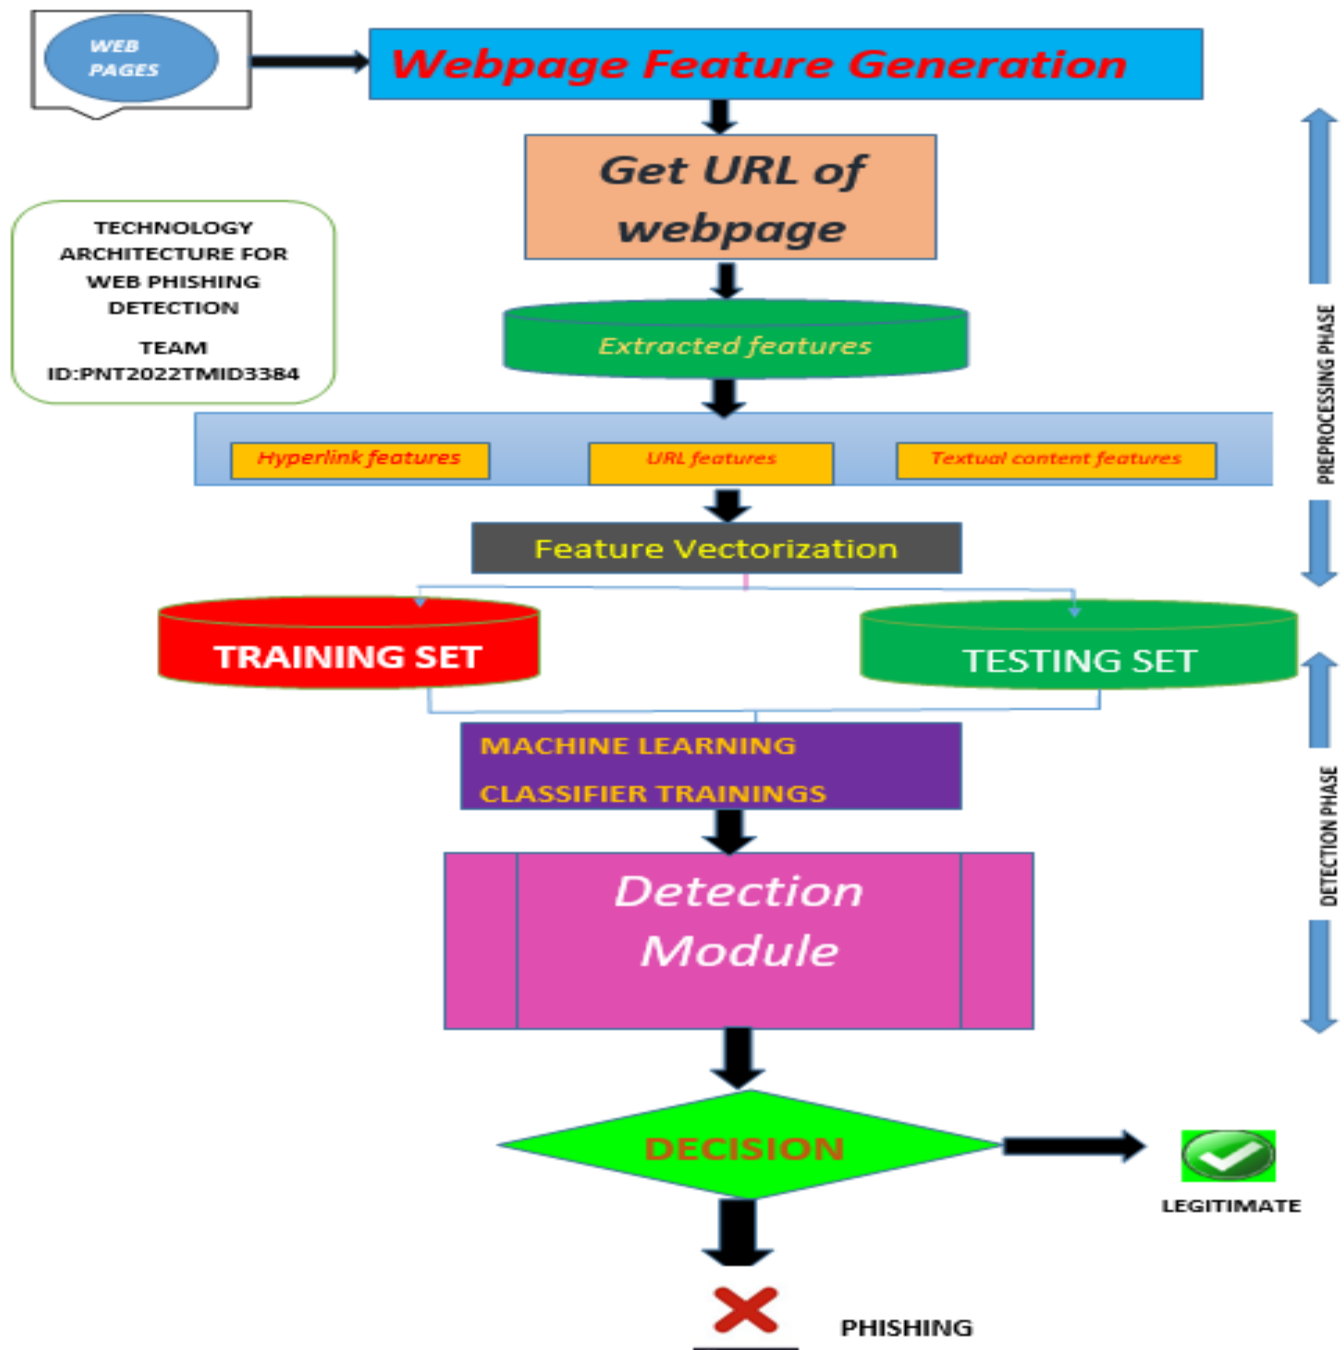 WEB
PAGES
Webpage Feature Generation
Get URL of
webpage
TECHNOLOGY
ARCHITECTURE FOR
WEB PHISHING
DETECTION
TEAM
ID:PNT2022TMID3384
Extracted features
Hyperlink features
URL features
Textual content features
Feature Vectorization
PREPROCESSING PHASE
TRAINING SET
TESTING SET
MACHINE LEARNING
CLASSIFIER TRAININGS
Detection
Module
DETECTION PHASE
DECISION
LEGITIMATE
PHISHING